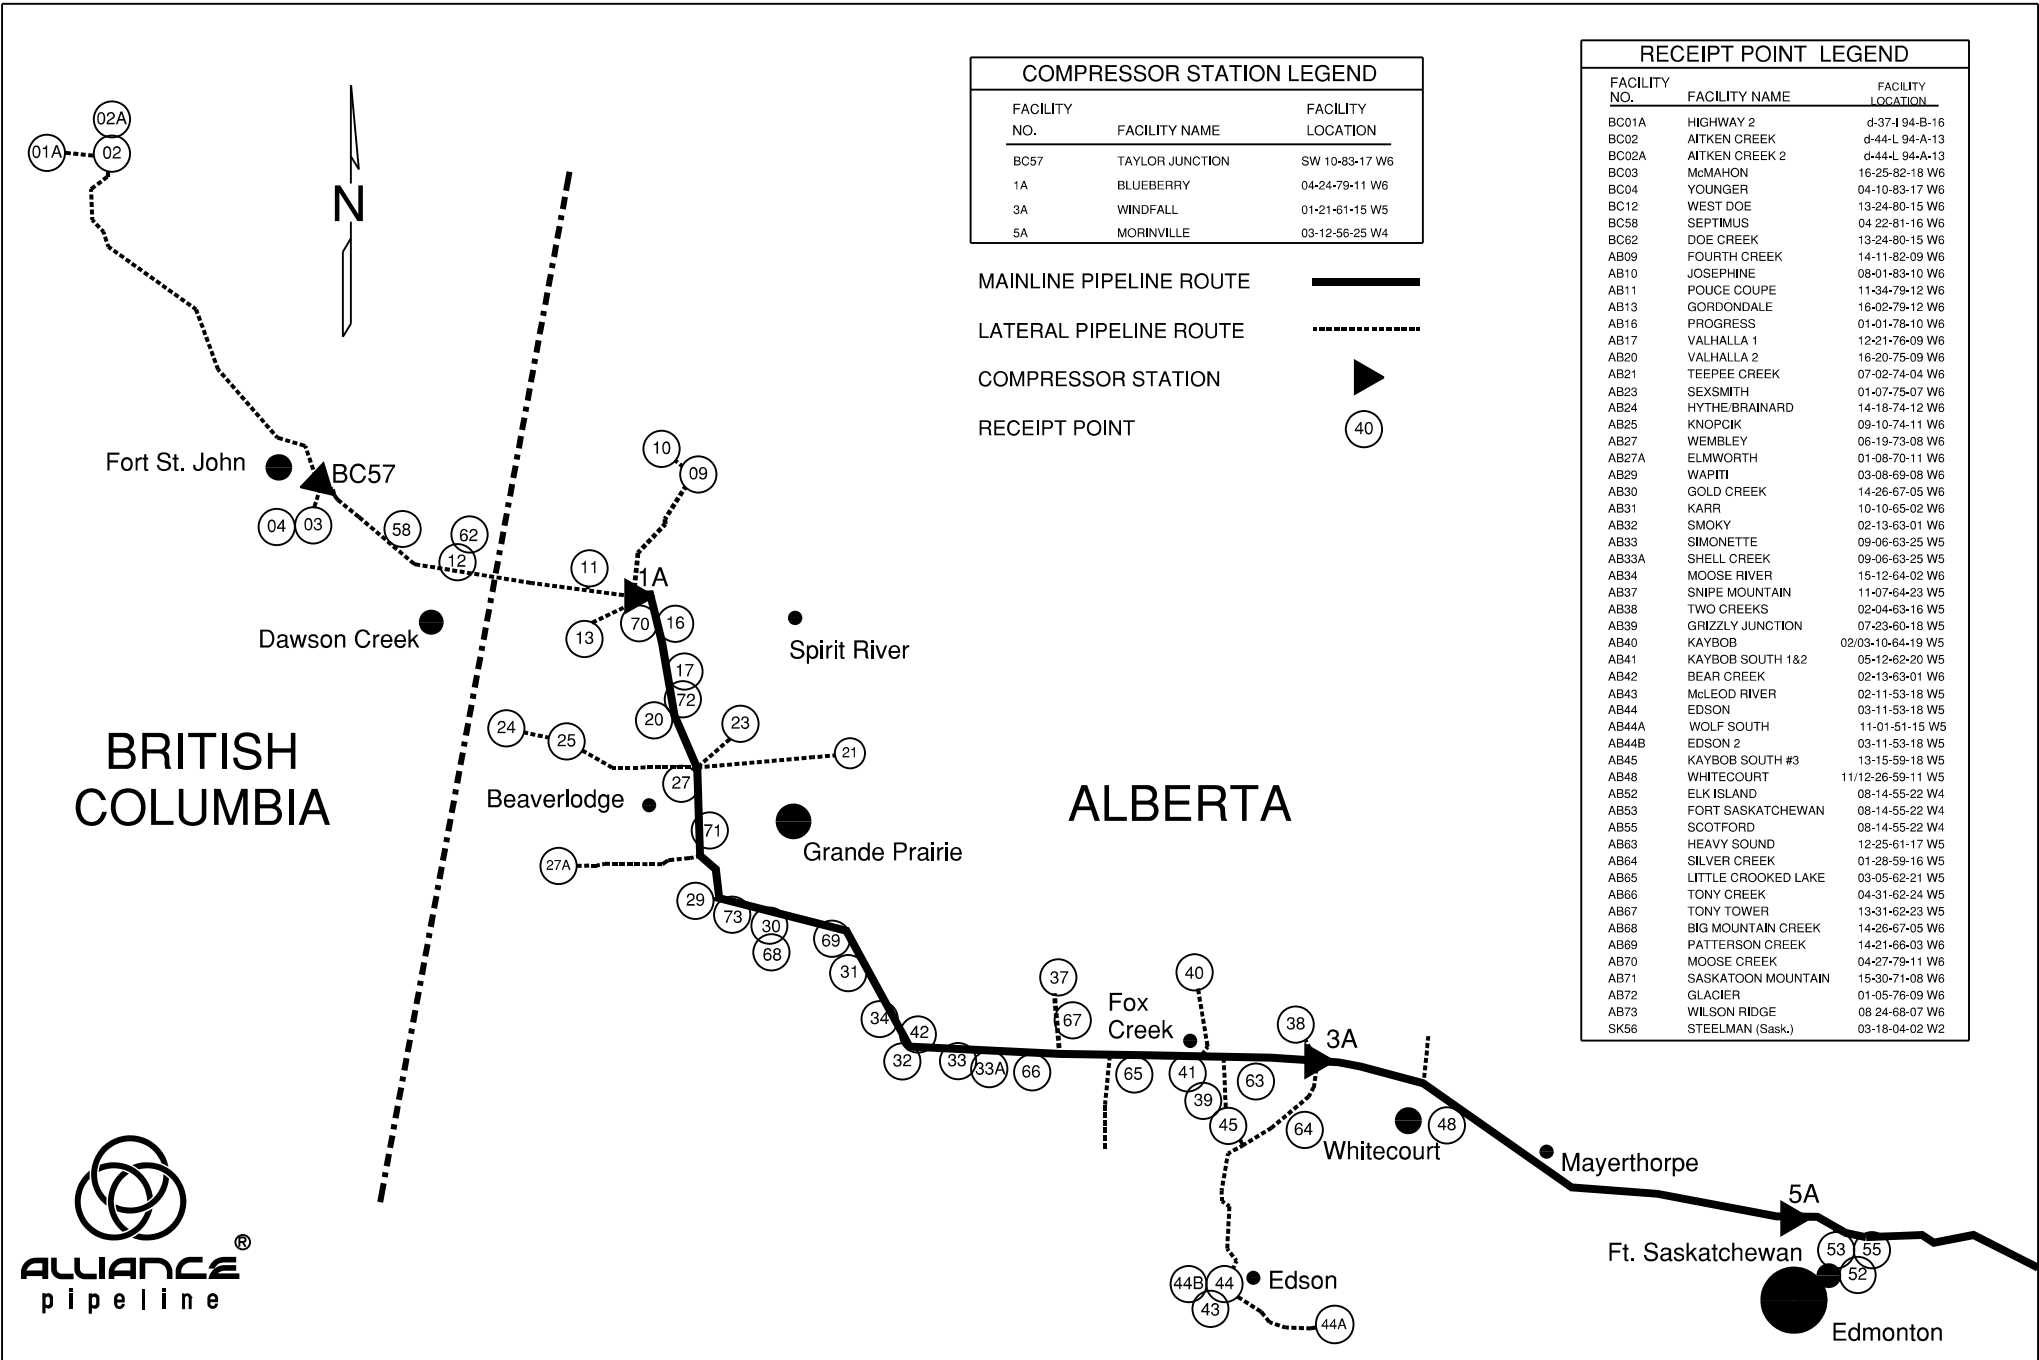 COMPRESSOR STATION LEGEND
FACILITY NO. FACILITY NAME FACILITY LOCATION
BC57 TAYLOR JUNCTION SW 10-83-17 W6
1A BLUEBERRY 04-24-79-11 W6
3A WINDFALL 01-21-61-15 W5
5A MORINVILLE 03-12-56-25 W4
MAINLINE PIPELINE ROUTE
LATERAL PIPELINE ROUTE
COMPRESSOR STATION
RECEIPT POINT 40
RECEIPT POINT LEGEND
FACILITY NO. FACILITY NAME FACILITY LOCATION
BC01A HIGHWAY 2 d-37-I 94-B-16
BC02 AITKEN CREEK d-44-L 94-A-13
BC02A AITKEN CREEK 2 d-44-L 94-A-13
BC03 McMAHON 16-25-82-18 W6
BC04 YOUNGER 04-10-83-17 W6
BC12 WEST DOE 13-24-80-15 W6
BC58 SEPTIMUS 04 22-81-16 W6
BC62 DOE CREEK 13-24-80-15 W6
AB09 FOURTH CREEK 14-11-82-09 W6
AB10 JOSEPHINE 08-01-83-10 W6
AB11 POUCE COUPE 11-34-79-12 W6
AB13 GORDONDALE 16-02-79-12 W6
AB16 PROGRESS 01-01-78-10 W6
AB17 VALHALLA 1 12-21-76-09 W6
AB20 VALHALLA 2 16-20-75-09 W6
AB21 TEEPEE CREEK 07-02-74-04 W6
AB23 SEXSMITH 01-07-75-07 W6
AB24 HYTHE/BRAINARD 14-18-74-12 W6
AB25 KNOPCIK 09-10-74-11 W6
AB27 WEMBLEY 06-19-73-08 W6
AB27A ELMWORTH 01-08-70-11 W6
AB29 WAPITI 03-08-69-08 W6
AB30 GOLD CREEK 14-26-67-05 W6
AB31 KARR 10-10-65-02 W6
AB32 SMOKY 02-13-63-01 W6
AB33 SIMONETTE 09-06-63-25 W5
AB33A SHELL CREEK 09-06-63-25 W5
AB34 MOOSE RIVER 15-12-64-02 W6
AB37 SNIPE MOUNTAIN 11-07-64-23 W5
AB38 TWO CREEKS 02-04-63-16 W5
AB39 GRIZZLY JUNCTION 07-23-60-18 W5
AB40 KAYBOB 02/03-10-64-19 W5
AB41 KAYBOB SOUTH 1&2 05-12-62-20 W5
AB42 BEAR CREEK 02-13-63-01 W6
AB43 McLEOD RIVER 02-11-53-18 W5
AB44 EDSON 03-11-53-18 W5
AB44A WOLF SOUTH 11-01-51-15 W5
AB44B EDSON 2 03-11-53-18 W5
AB45 KAYBOB SOUTH #3 13-15-59-18 W5
AB48 WHITECOURT 11/12-26-59-11 W5
AB52 ELK ISLAND 08-14-55-22 W4
AB53 FORT SASKATCHEWAN 08-14-55-22 W4
AB55 SCOTFORD 08-14-55-22 W4
AB63 HEAVY SOUND 12-25-61-17 W5
AB64 SILVER CREEK 01-28-59-16 W5
AB65 LITTLE CROOKED LAKE 03-05-62-21 W5
AB66 TONY CREEK 04-31-62-24 W5
AB67 TONY TOWER 13-31-62-23 W5
AB68 BIG MOUNTAIN CREEK 14-26-67-05 W6
AB69 PATTERSON CREEK 14-21-66-03 W6
AB70 MOOSE CREEK 04-27-79-11 W6
AB71 SASKATOON MOUNTAIN 15-30-71-08 W6
AB72 GLACIER 01-05-76-09 W6
AB73 WILSON RIDGE 08 24-68-07 W6
SK56 STEELMAN (Sask.) 03-18-04-02 W2
02A
01A 02
N
Fort St. John
BC57
04 03
58
62
12
10
09
11
1A
13
70 16
Dawson Creek
Spirit River
17
72
20
23
24
25
21
27
BRITISH
COLUMBIA
Beaverlodge
ALBERTA
71
Grande Prairie
27A
29
73
30
68
69
31
34
42
32
33
33A
66
37
67
Fox
Creek
40
65
41
39
45
63
38
3A
64
Whitecourt
48
Mayerthorpe
5A
Ft. Saskatchewan
53 55
52
Edmonton
44B 44
43
Edson
44A
ALLIANCE ®
pipeline